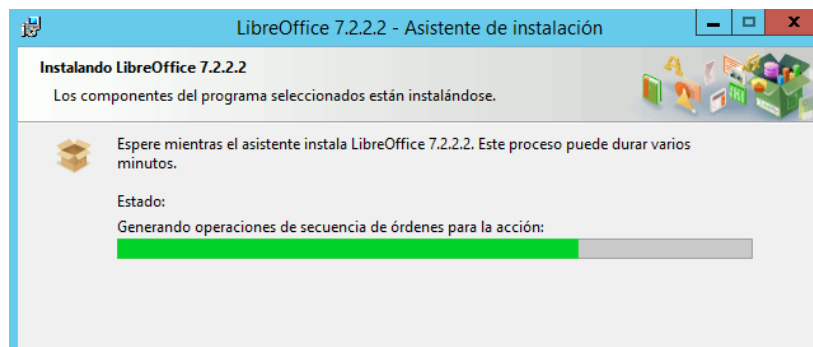 LibreOffice 7.2.2.2 - Asistente de instalación
Instalando LibreOffice 7.2.2.2
Los componentes del programa seleccionados están instalándose.
Espere mientras el asistente instala LibreOffice 7.2.2.2. Este proceso puede durar varios
minutos.
Estado:
Generando operaciones de secuencia de órdenes para la acción: